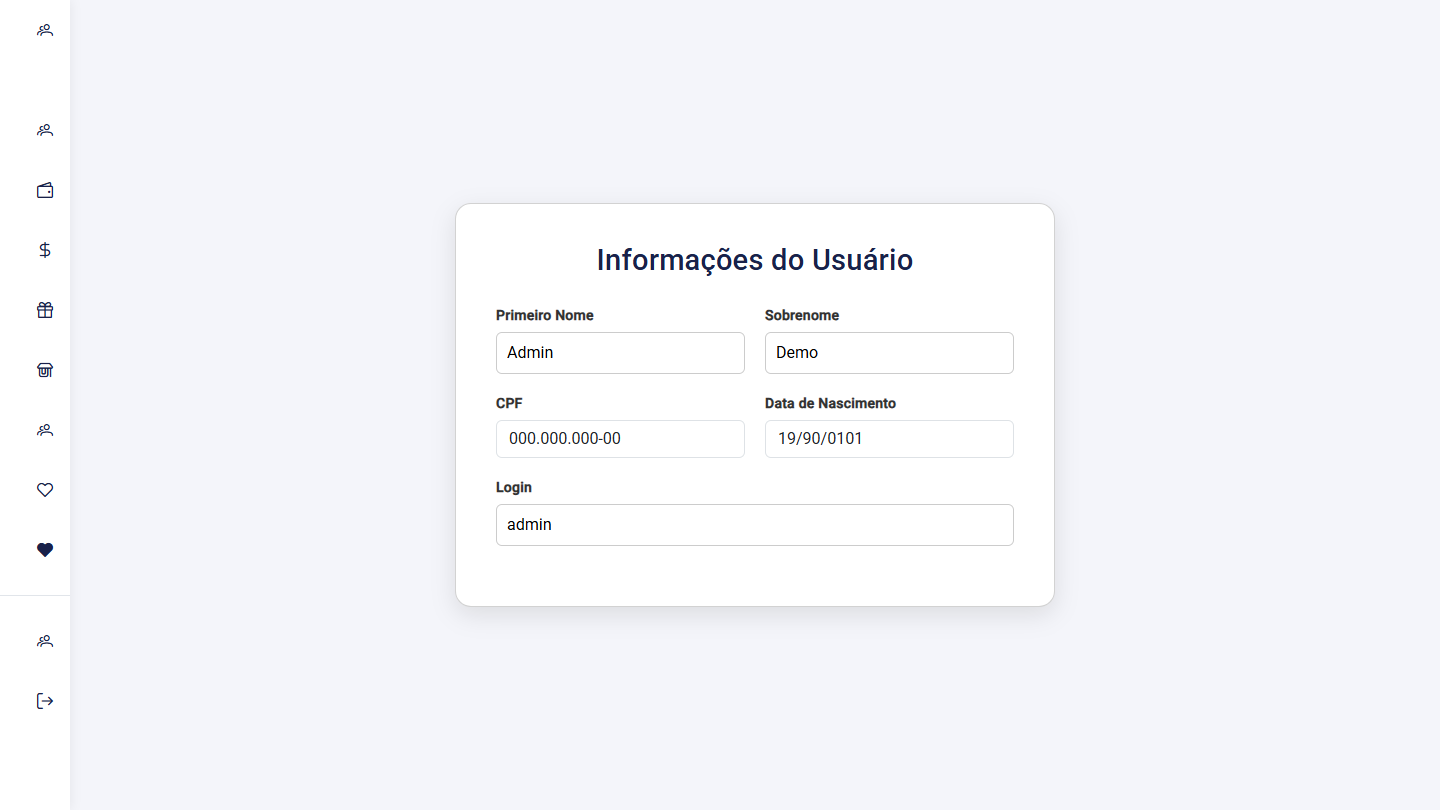 Informações do Usuário
Primeiro Nome
Sobrenome
Admin
Demo
CPF
Data de Nascimento
000.000.000-00
19/90/0101
Login
admin